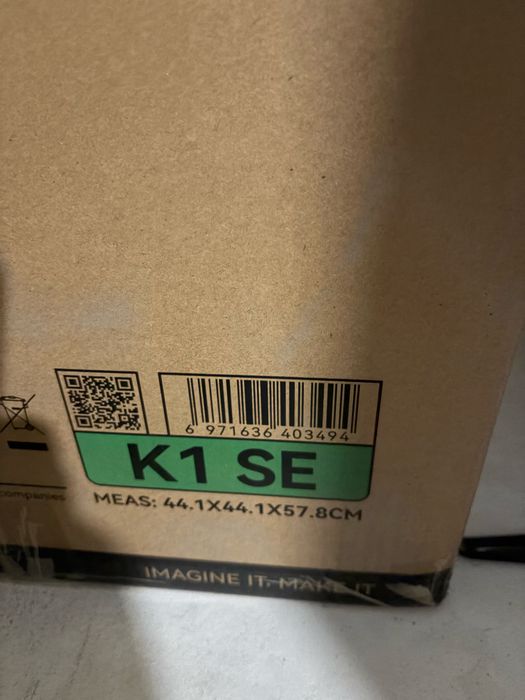 6 971636 403494
K1 SE
companies
MEAS: 44.1X44.1X57.8CM
IMAGINE IT, MAKE IT